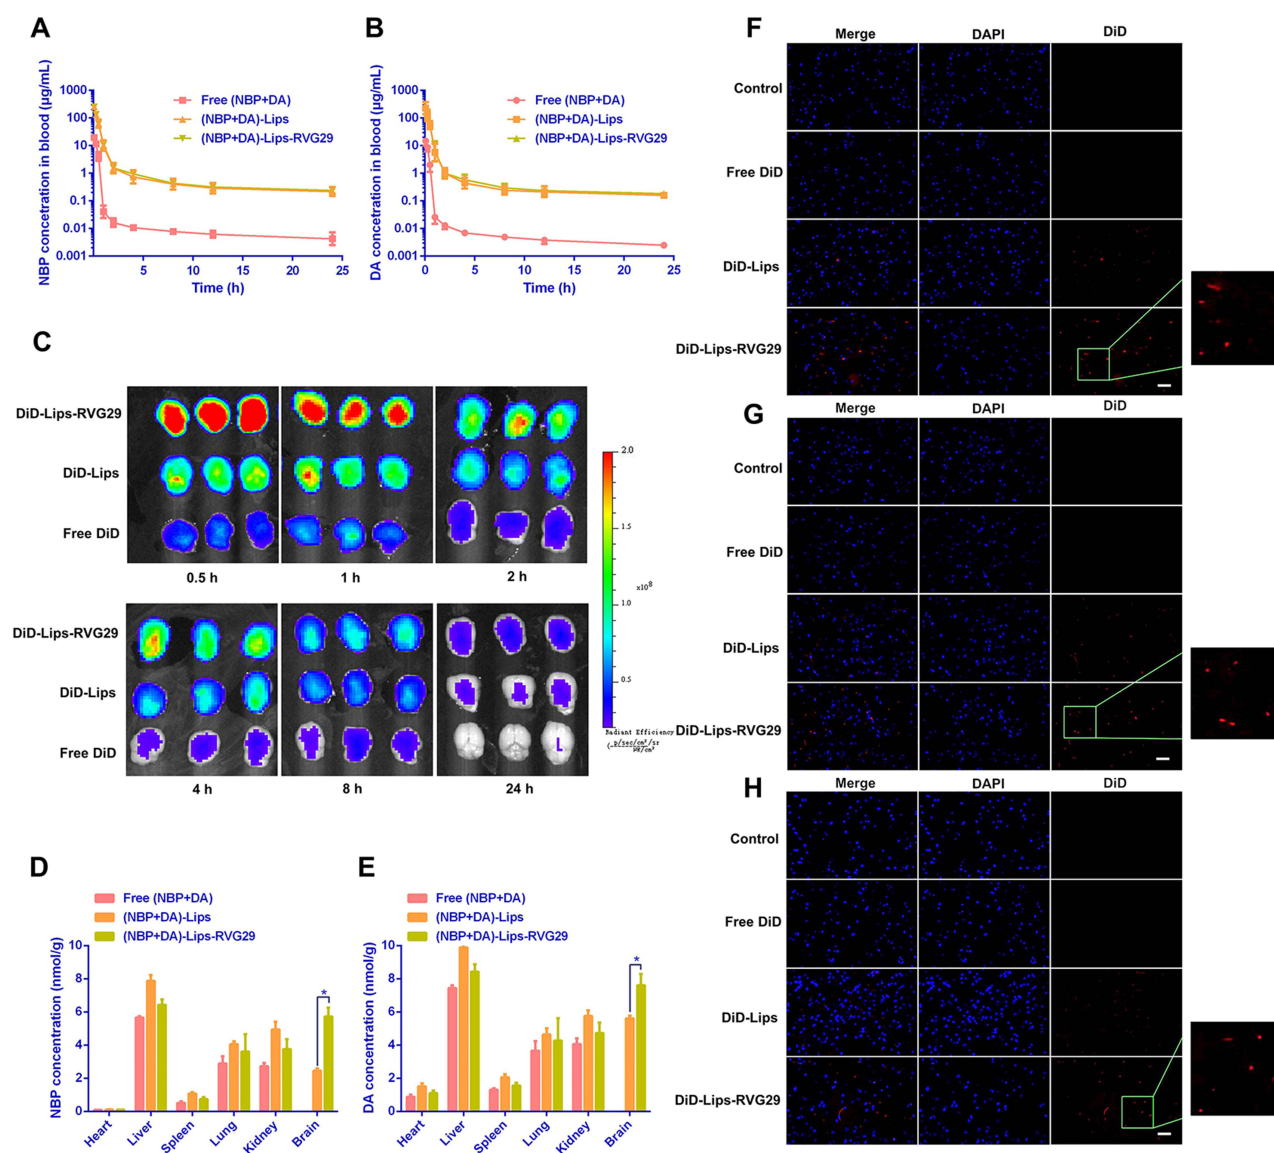 A
NBP concetration in blood (µg/mL)
1000
100
10
1
0.1
0.01
0.001
Free (NBP+DA)
(NBP+DA)-Lips
(NBP+DA)-Lips-RVG29
5 10 15 20 25
Time (h)
B
DA concetration in blood (µg/mL)
1000
100
10
1
0.1
0.01
0.001
Free (NBP+DA)
(NBP+DA)-Lips
(NBP+DA)-Lips-RVG29
0 5 10 15 20 25
Time (h)
C
DiD-Lips-RVG29
DiD-Lips
Free DiD
0.5 h 1 h 2 h
DiD-Lips-RVG29
DiD-Lips
Free DiD
4 h 8 h 24 h
2.0
1.5
x10⁸
1.0
0.5
Radiant Efficiency
(p/sec/cm²/sr
µW/cm²
D
Free (NBP+DA)
(NBP+DA)-Lips
(NBP+DA)-Lips-RVG29
NBP concentration (nmol/g)
10
8
6
4
2
0
*
Heart Liver Spleen Lung Kidney Brain
E
Free (NBP+DA)
(NBP+DA)-Lips
(NBP+DA)-Lips-RVG29
DA concentration (nmol/g)
10
8
6
4
2
0
*
Heart Liver Spleen Lung Kidney Brain
F
Merge DAPI DiD
Control
Free DiD
DiD-Lips
DiD-Lips-RVG29
G
Merge DAPI DiD
Control
Free DiD
DiD-Lips
DiD-Lips-RVG29
H
Merge DAPI DiD
Control
Free DiD
DiD-Lips
DiD-Lips-RVG29